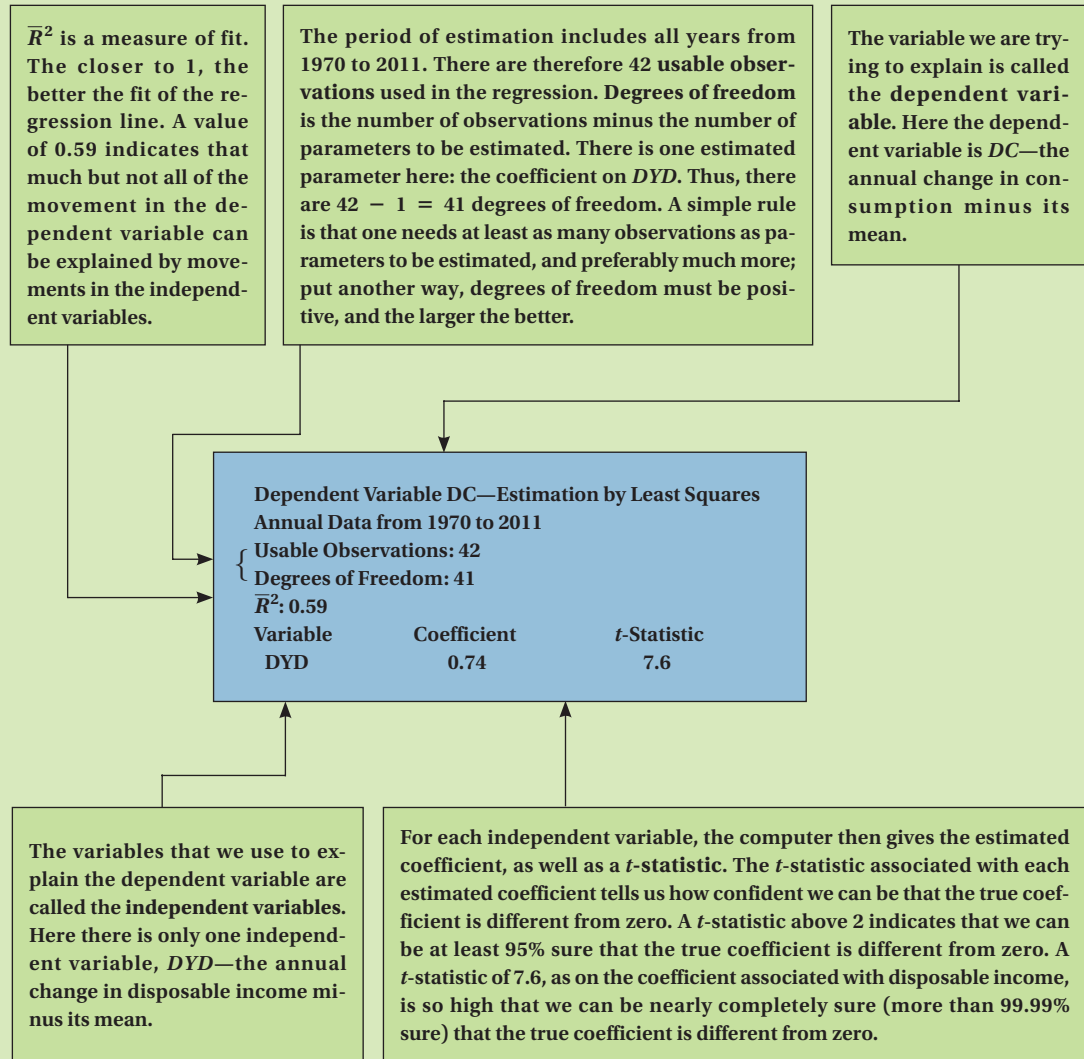 R̅² is a measure of fit.
The closer to 1, the
better the fit of the re-
gression line. A value
of 0.59 indicates that
much but not all of the
movement in the de-
pendent variable can
be explained by move-
ments in the independ-
ent variables.
The period of estimation includes all years from
1970 to 2011. There are therefore 42 usable obser-
vations used in the regression. Degrees of freedom
is the number of observations minus the number of
parameters to be estimated. There is one estimated
parameter here: the coefficient on DYD. Thus, there
are 42 − 1 = 41 degrees of freedom. A simple rule
is that one needs at least as many observations as pa-
rameters to be estimated, and preferably much more;
put another way, degrees of freedom must be posi-
tive, and the larger the better.
The variable we are try-
ing to explain is called
the dependent vari-
able. Here the depend-
ent variable is DC—the
annual change in con-
sumption minus its
mean.
Dependent Variable DC—Estimation by Least Squares
Annual Data from 1970 to 2011
{ Usable Observations: 42
Degrees of Freedom: 41
R̅²: 0.59
Variable Coefficient t-Statistic
DYD 0.74 7.6
The variables that we use to ex-
plain the dependent variable are
called the independent variables.
Here there is only one independ-
ent variable, DYD—the annual
change in disposable income mi-
nus its mean.
For each independent variable, the computer then gives the estimated
coefficient, as well as a t-statistic. The t-statistic associated with each
estimated coefficient tells us how confident we can be that the true coef-
ficient is different from zero. A t-statistic above 2 indicates that we can
be at least 95% sure that the true coefficient is different from zero. A
t-statistic of 7.6, as on the coefficient associated with disposable income,
is so high that we can be nearly completely sure (more than 99.99%
sure) that the true coefficient is different from zero.